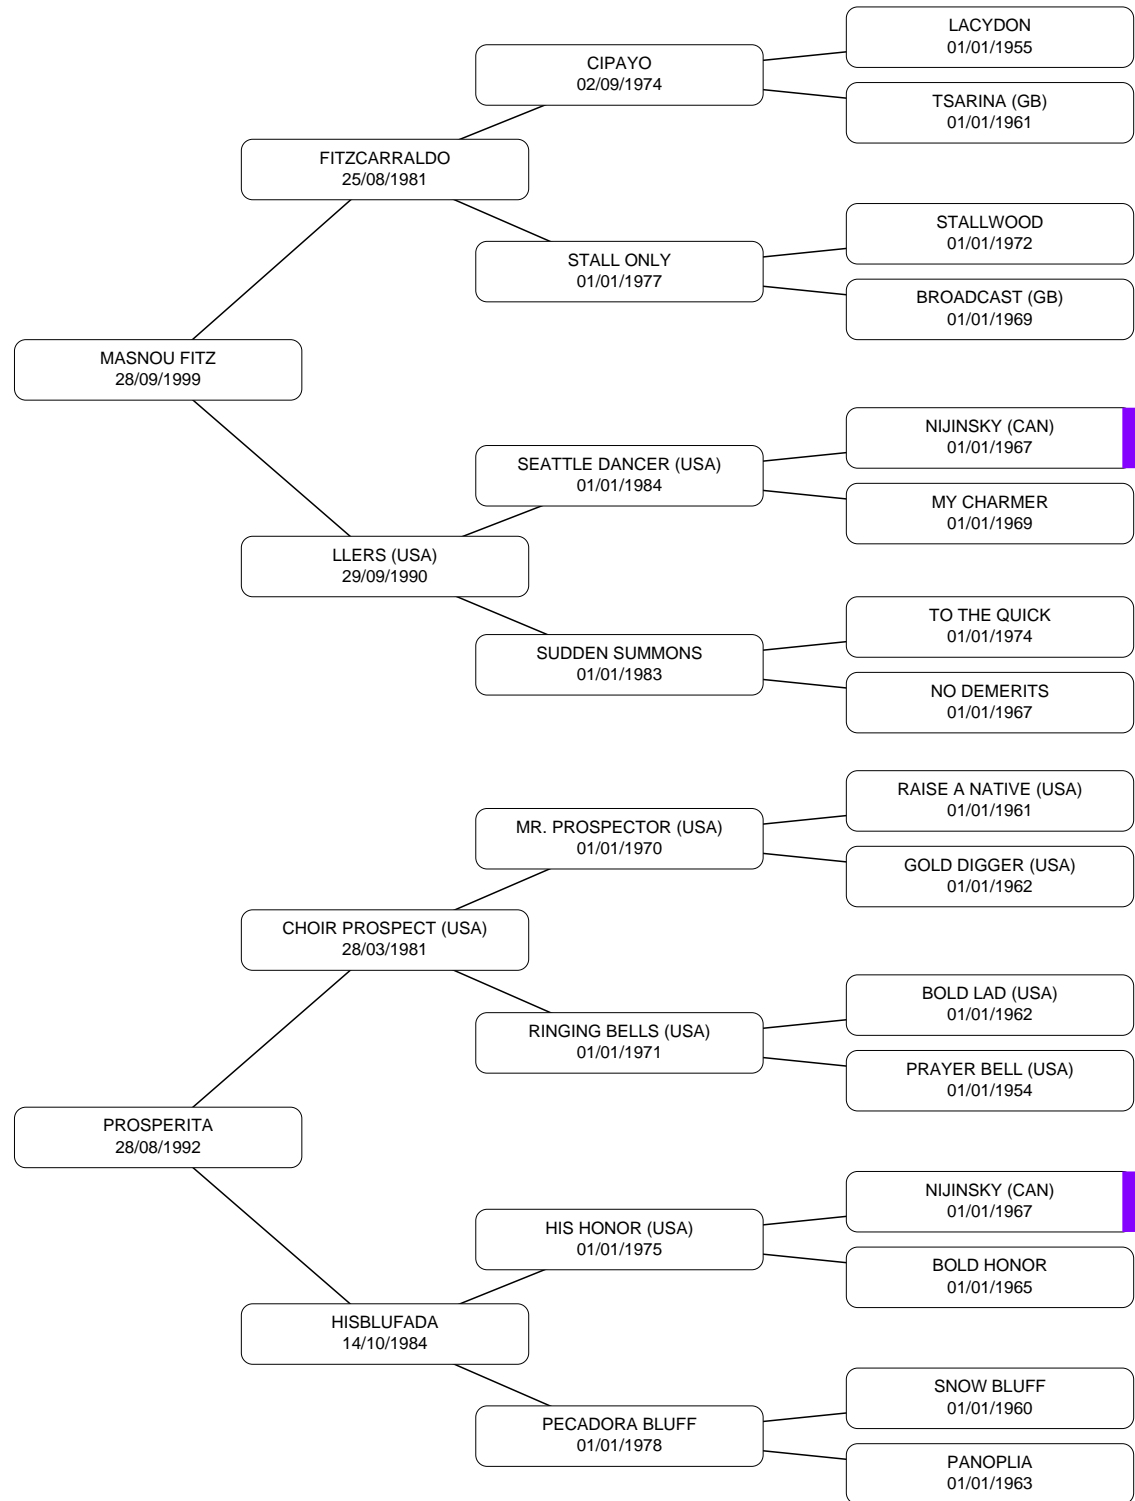 LACYDON
01/01/1955
CIPAYO
02/09/1974
TSARINA (GB)
01/01/1961
FITZCARRALDO
25/08/1981
STALLWOOD
01/01/1972
STALL ONLY
01/01/1977
BROADCAST (GB)
01/01/1969
MASNOU FITZ
28/09/1999
NIJINSKY (CAN)
01/01/1967
SEATTLE DANCER (USA)
01/01/1984
MY CHARMER
01/01/1969
LLERS (USA)
29/09/1990
TO THE QUICK
01/01/1974
SUDDEN SUMMONS
01/01/1983
NO DEMERITS
01/01/1967
RAISE A NATIVE (USA)
01/01/1961
MR. PROSPECTOR (USA)
01/01/1970
GOLD DIGGER (USA)
01/01/1962
CHOIR PROSPECT (USA)
28/03/1981
BOLD LAD (USA)
01/01/1962
RINGING BELLS (USA)
01/01/1971
PRAYER BELL (USA)
01/01/1954
PROSPERITA
28/08/1992
NIJINSKY (CAN)
01/01/1967
HIS HONOR (USA)
01/01/1975
BOLD HONOR
01/01/1965
HISBLUFADA
14/10/1984
SNOW BLUFF
01/01/1960
PECADORA BLUFF
01/01/1978
PANOPLIA
01/01/1963